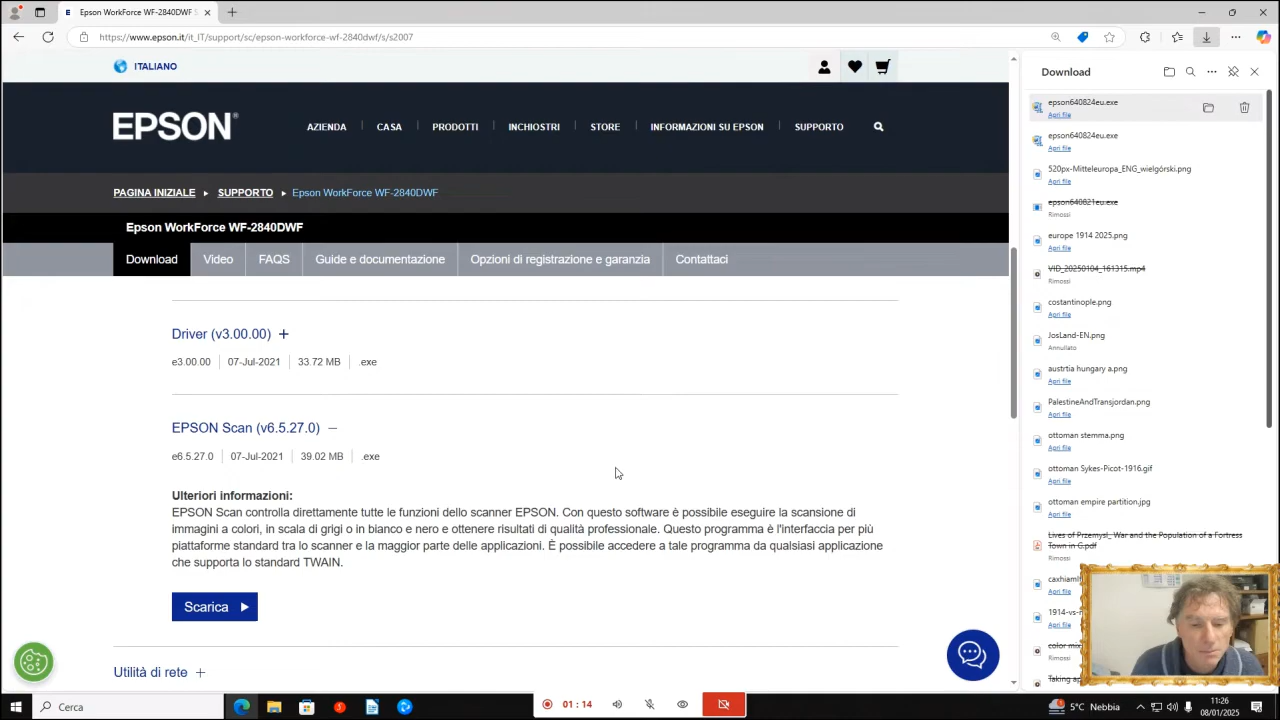 Epson WorkForce WF-2840DWF S
https://www.epson.it/it_IT/support/sc/epson-workforce-wf-2840dwf/s/s2007
ITALIANO
EPSON
AZIENDA
CASA
PRODOTTI
INCHIOSTRI
STORE
INFORMAZIONI SU EPSON
SUPPORTO
PAGINA INIZIALE
SUPPORTO
Epson WorkForce WF-2840DWF
Epson WorkForce WF-2840DWF
Download
Video
FAQS
Guide e documentazione
Opzioni di registrazione e garanzia
Contattaci
Driver (v3.00.00) +
e3.00.00
07-Jul-2021
33.72 MB
.exe
EPSON Scan (v6.5.27.0) −
e6.5.27.0
07-Jul-2021
39.02 MB
.exe
Ulteriori informazioni:
EPSON Scan controlla direttamente tutte le funzioni dello scanner EPSON. Con questo software è possibile eseguire la scansione di
immagini a colori, in scala di grigi o in bianco e nero e ottenere risultati di qualità professionale. Questo programma è l'interfaccia per più
piattaforme standard tra lo scanner e la maggior parte delle applicazioni. È possibile accedere a tale programma da qualsiasi applicazione
che supporta lo standard TWAIN.
Scarica
Utilità di rete +
Download
epson640824eu.exe
Apri file
epson640824eu.exe
Apri file
520px-Mitteleuropa_ENG_wielgórski.png
Apri file
epson640821eu.exe
Rimossi
europe 1914 2025.png
Apri file
VID_20250104_161315.mp4
Rimossi
costantinople.png
Apri file
JosLand-EN.png
Annullato
austrtia hungary a.png
Apri file
PalestineAndTransjordan.png
Apri file
ottoman stemma.png
Apri file
ottoman Sykes-Picot-1916.gif
Apri file
ottoman empire partition.jpg
Apri file
Lives of Przemysl_ War and the Population of a Fortress
Town in G.pdf
Rimossi
Apri file
1914-vs-
Apri file
color mix
Rimossi
Cerca
01 : 14
5°C Nebbia
11:26
08/01/2025